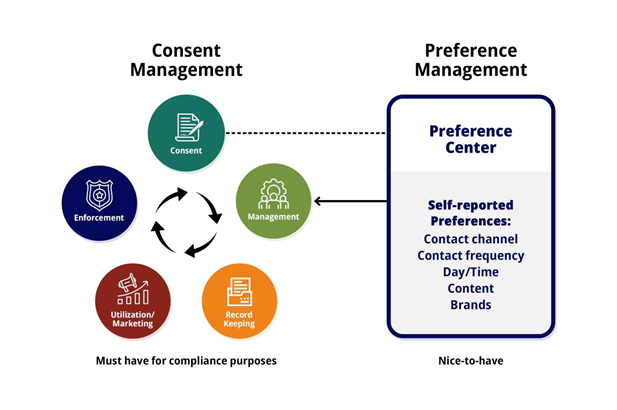 Consent
Management
Preference
Management
Consent
Enforcement
Management
Utilization/
Marketing
Record
Keeping
Must have for compliance purposes
Preference
Center
Self-reported
Preferences:
Contact channel
Contact frequency
Day/Time
Content
Brands
Nice-to-have